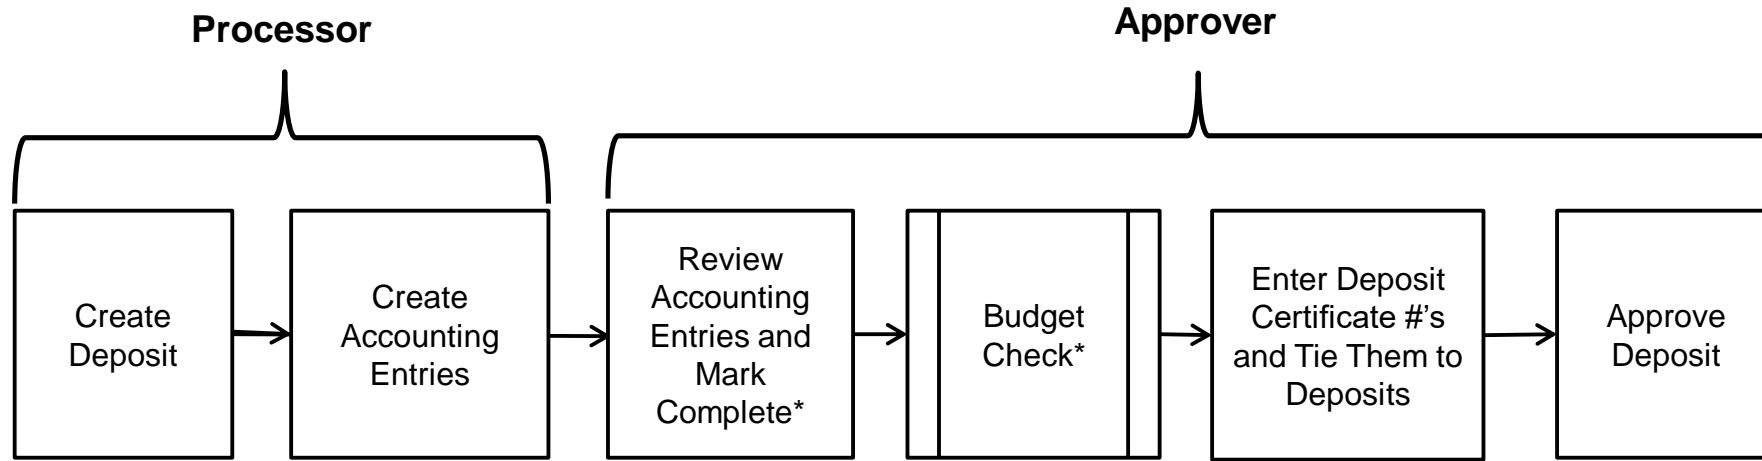 Processor
Approver
Create
Deposit
Create
Accounting
Entries
Review
Accounting
Entries and
Mark
Complete*
Budget
Check*
Enter Deposit
Certificate #’s
and Tie Them to
Deposits
Approve
Deposit